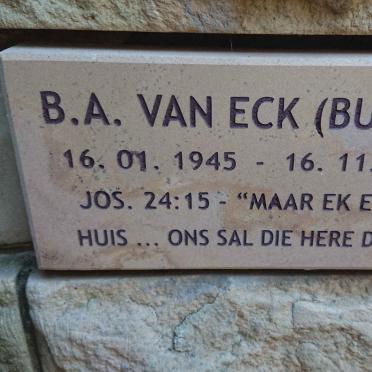 B.A. VAN ECK (BU
16. 01. 1945 - 16. 11.
JOS. 24:15 - “MAAR EK E
HUIS ... ONS SAL DIE HERE D